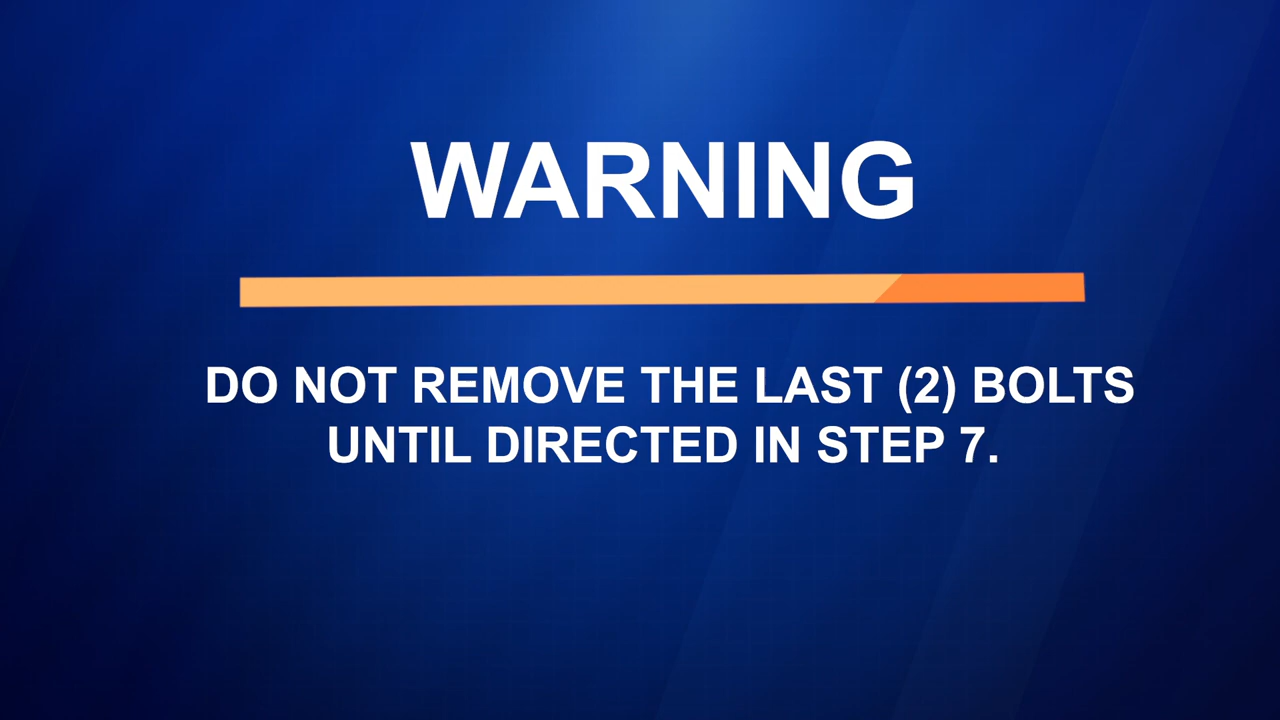 WARNING
DO NOT REMOVE THE LAST (2) BOLTS
UNTIL DIRECTED IN STEP 7.